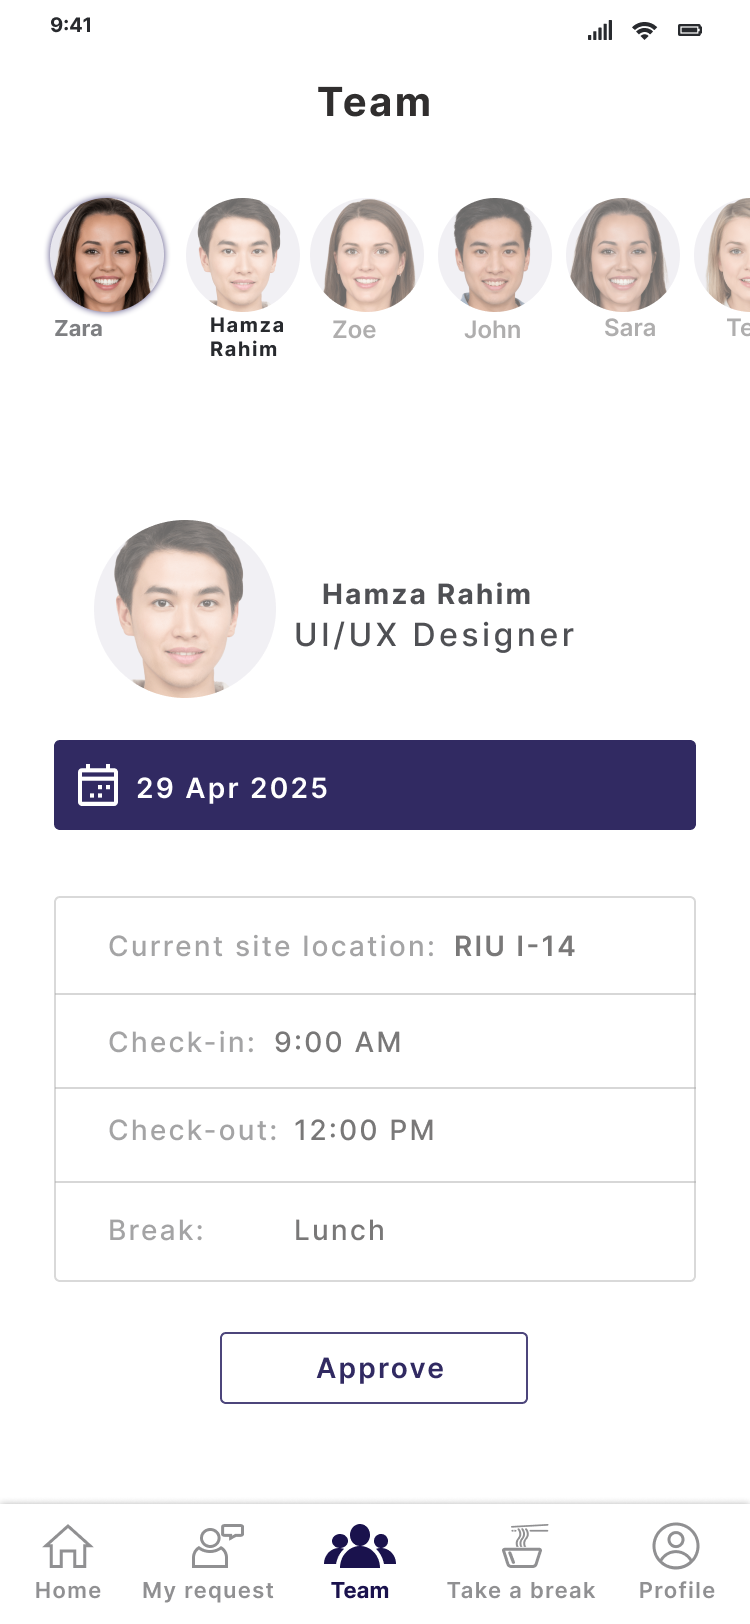 9:41
Team
Zara
Hamza
Rahim
Zoe
John
Sara
Te
Hamza Rahim
UI/UX Designer
29 Apr 2025
Current site location: RIU I-14
Check-in: 9:00 AM
Check-out: 12:00 PM
Break: Lunch
Approve
Home
My request
Team
Take a break
Profile